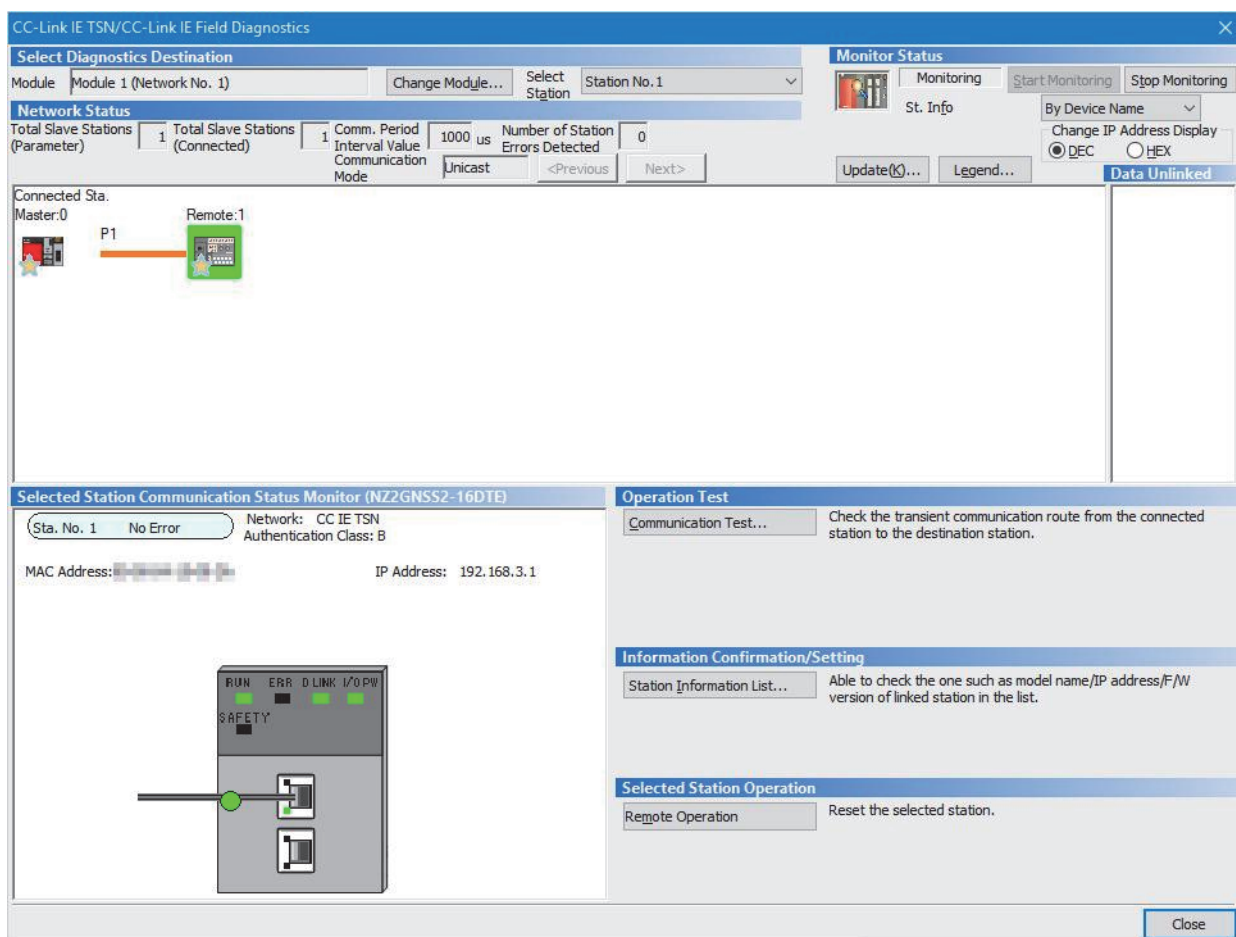 CC-Link IE TSN/CC-Link IE Field Diagnostics
Select Diagnostics Destination
Module Module 1 (Network No. 1) Change Module... Select Station Station No.1
Monitor Status
Monitoring Start Monitoring Stop Monitoring
St. Info By Device Name
Change IP Address Display
DEC HEX
Update(K)... Legend...
Network Status
Total Slave Stations (Parameter) 1 Total Slave Stations (Connected) 1 Comm. Period Interval Value 1000 us Number of Station Errors Detected 0
Communication Mode Unicast <Previous Next>
Data Unlinked
Connected Sta.
Master:0 Remote:1
P1
Selected Station Communication Status Monitor (NZ2GNSS2-16DTE)
Sta. No. 1 No Error Network: CC IE TSN
Authentication Class: B
MAC Address: IP Address: 192.168.3.1
RUN ERR D LINK I/O PW
SAFETY
Operation Test
Communication Test... Check the transient communication route from the connected
station to the destination station.
Information Confirmation/Setting
Station Information List... Able to check the one such as model name/IP address/F/W
version of linked station in the list.
Selected Station Operation
Remote Operation Reset the selected station.
Close